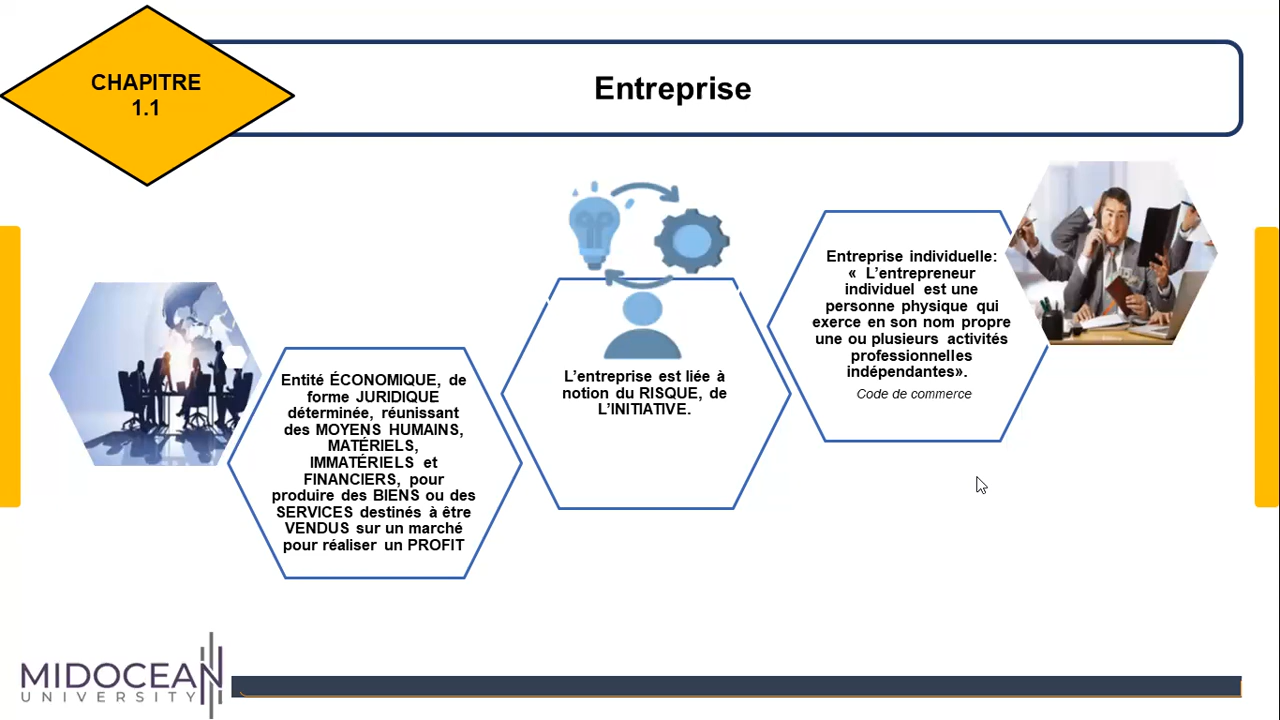 CHAPITRE
1.1
Entreprise
Entité ÉCONOMIQUE, de
forme JURIDIQUE
déterminée, réunissant
des MOYENS HUMAINS,
MATÉRIELS,
IMMATÉRIELS et
FINANCIERS, pour
produire des BIENS ou des
SERVICES destinés à être
VENDUS sur un marché
pour réaliser un PROFIT
L’entreprise est liée à
notion du RISQUE, de
L’INITIATIVE.
Entreprise individuelle:
« L’entrepreneur
individuel est une
personne physique qui
exerce en son nom propre
une ou plusieurs activités
professionnelles
indépendantes».
Code de commerce
MIDOCEAN
UNIVERSITY